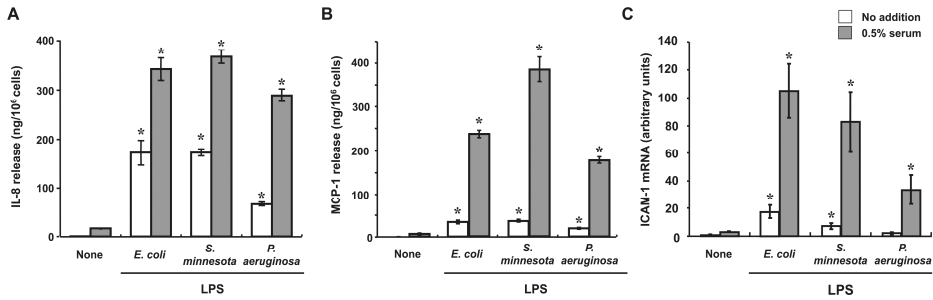 A
IL-8 release (ng/10⁶ cells)
400
300
200
100
0
*
*
*
*
*
*
None
E. coli
S.
minnesota
P.
aeruginosa
LPS
B
MCP-1 release (ng/10⁶ cells)
400
300
200
100
0
*
*
*
*
*
*
None
E. coli
S.
minnesota
P.
aeruginosa
LPS
C
No addition
0.5% serum
ICAN-1 mRNA (arbitrary units)
140
120
100
80
60
40
20
0
*
*
*
*
*
None
E. coli
S.
minnesota
P.
aeruginosa
LPS